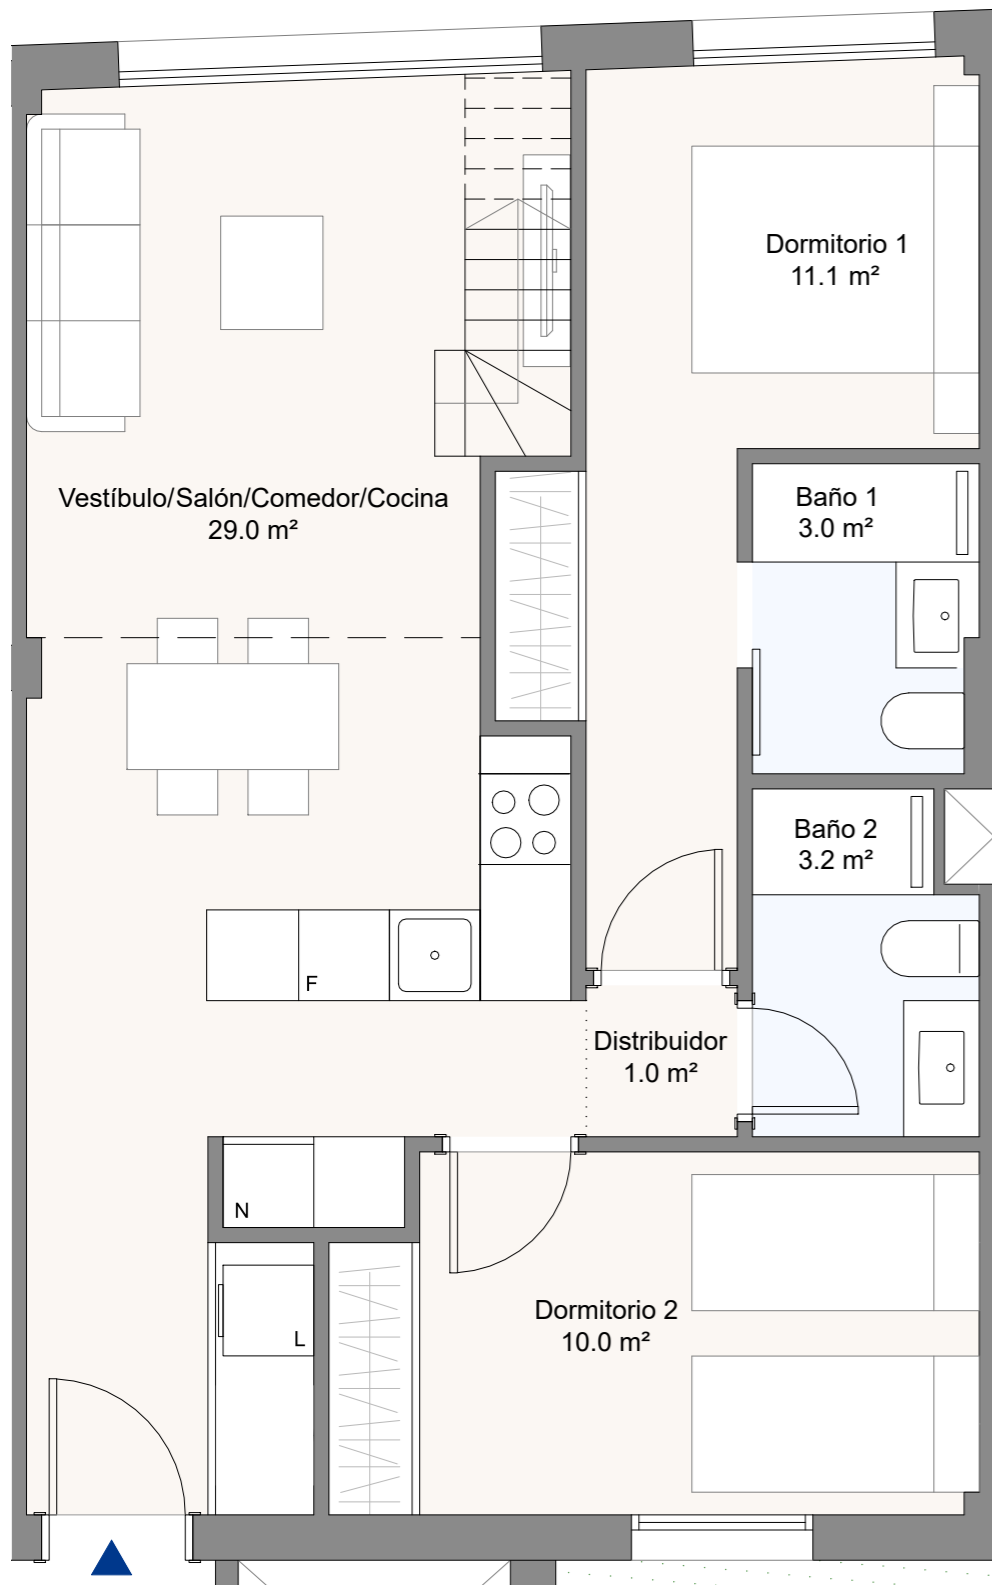 Dormitorio 1
11.1 m²
Vestíbulo/Salón/Comedor/Cocina
29.0 m²
Baño 1
3.0 m²
Baño 2
3.2 m²
F
Distribuidor
1.0 m²
N
Dormitorio 2
10.0 m²
L